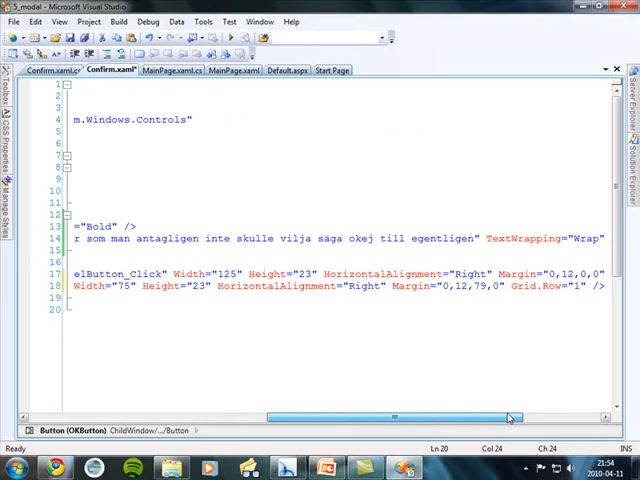 5_modal - Microsoft Visual Studio
File Edit View Project Build Debug Data Tools Test Window Help
Confirm.xaml.cs Confirm.xaml* MainPage.xaml.cs MainPage.xaml Default.aspx Start Page
Toolbox
CSS Properties
Manage Styles
Server Explorer
Solution Explorer
1
2
3
4 m.Windows.Controls"
5
6
7
8
9
10
11
12
13 ="Bold" />
14 r som man antagligen inte skulle vilja säga okej till egentligen" TextWrapping="Wrap"
15
16
17 elButton_Click" Width="125" Height="23" HorizontalAlignment="Right" Margin="0,12,0,0"
18 Width="75" Height="23" HorizontalAlignment="Right" Margin="0,12,79,0" Grid.Row="1" />
19
20
Button (OKButton) ChildWindow/.../Button
Ready Ln 20 Col 24 Ch 24 INS
21:54
2010-04-11